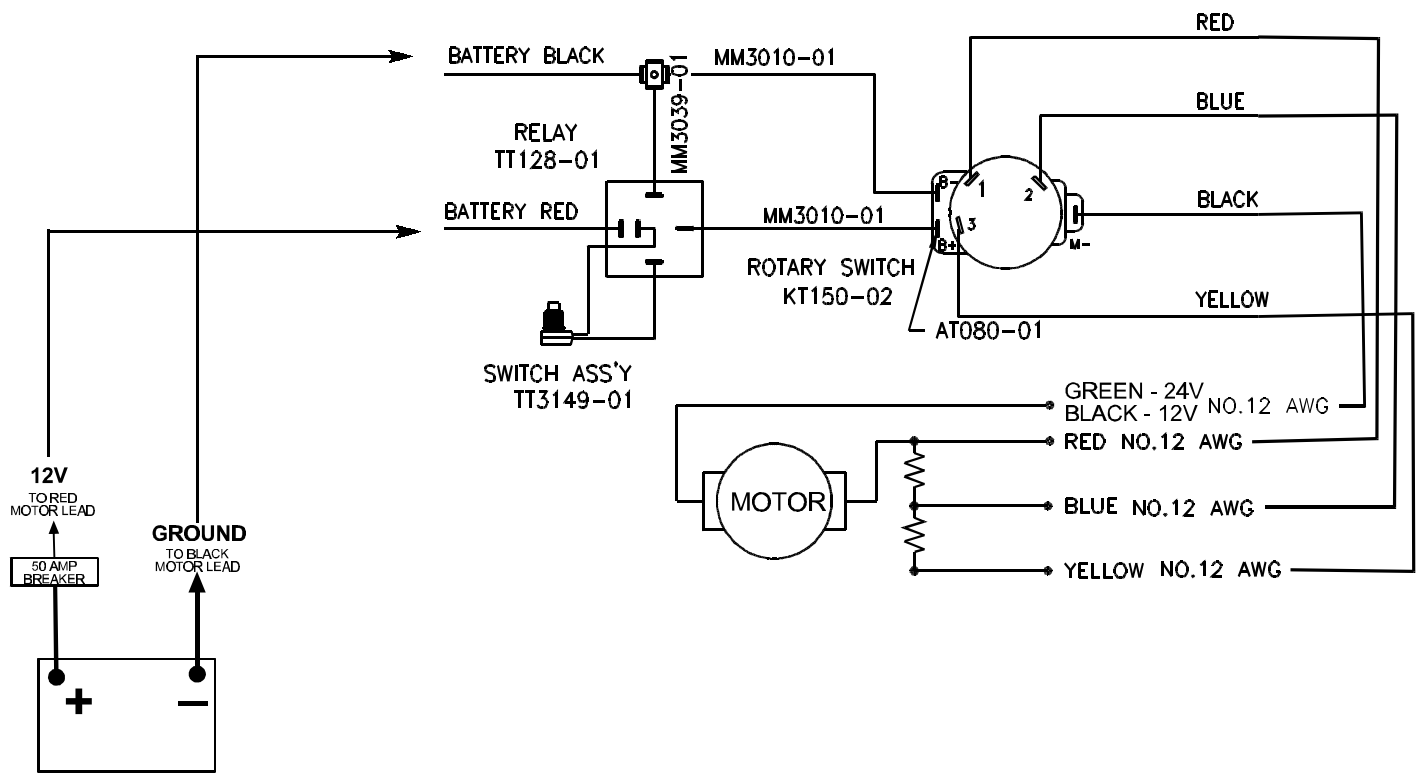 RED
BATTERY BLACK
MM3010-01
MM3039-01
BLUE
RELAY
TT128-01
B-
1
2
BLACK
BATTERY RED
MM3010-01
3
B+
M-
ROTARY SWITCH
KT150-02
YELLOW
AT080-01
SWITCH ASS'Y
TT3149-01
GREEN - 24V
BLACK - 12V NO.12 AWG
RED NO.12 AWG
12V
TO RED
MOTOR LEAD
MOTOR
BLUE NO.12 AWG
GROUND
TO BLACK
MOTOR LEAD
50 AMP
BREAKER
YELLOW NO.12 AWG
+
−